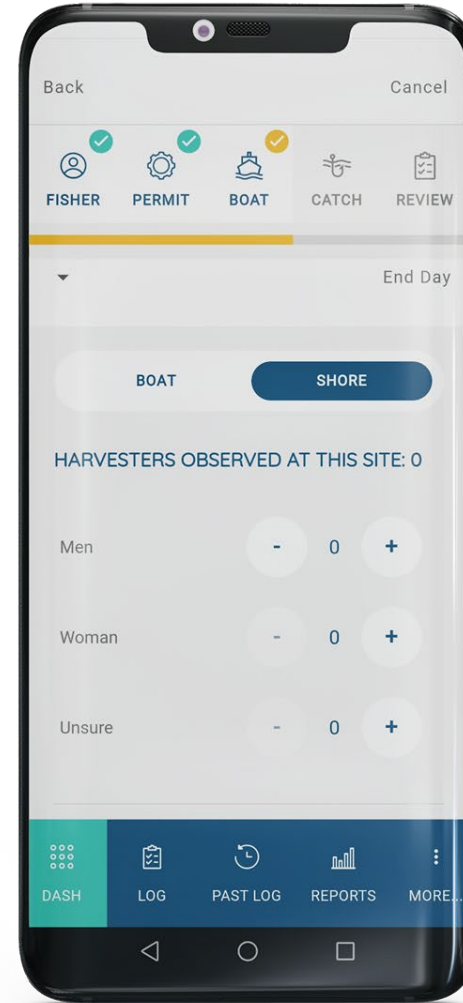 Back Cancel
FISHER PERMIT BOAT CATCH REVIEW
End Day
BOAT SHORE
HARVESTERS OBSERVED AT THIS SITE: 0
Men - 0 +
Woman - 0 +
Unsure - 0 +
DASH LOG PAST LOG REPORTS MORE...